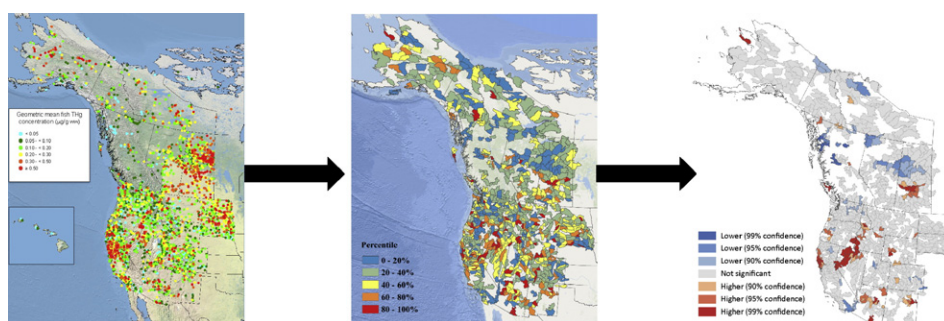 Geometric mean fish THg
concentration (µg/g ww)
< 0.05
0.05 - < 0.10
0.10 - < 0.20
0.20 - < 0.30
0.30 - < 0.50
≥ 0.50
Percentile
0 - 20%
20 - 40%
40 - 60%
60 - 80%
80 - 100%
Lower (99% confidence)
Lower (95% confidence)
Lower (90% confidence)
Not significant
Higher (90% confidence)
Higher (95% confidence)
Higher (99% confidence)